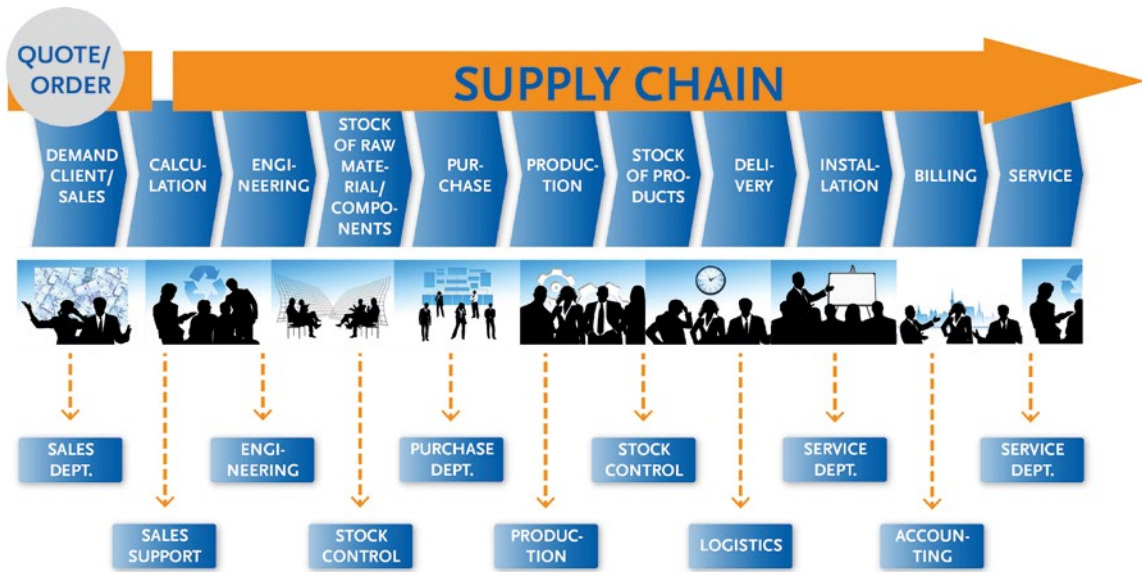 QUOTE/
ORDER
SUPPLY CHAIN
DEMAND
CLIENT/
SALES
CALCU-
LATION
ENGI-
NEERING
STOCK
OF RAW
MATE-
RIAL/
COMPO-
NENTS
PUR-
CHASE
PRODUC-
TION
STOCK
OF PRO-
DUCTS
DELI-
VERY
INSTAL-
LATION
BILLING
SERVICE
SALES
DEPT.
ENGI-
NEERING
PURCHASE
DEPT.
STOCK
CONTROL
SERVICE
DEPT.
SERVICE
DEPT.
SALES
SUPPORT
STOCK
CONTROL
PRODUC-
TION
LOGISTICS
ACCOUN-
TING